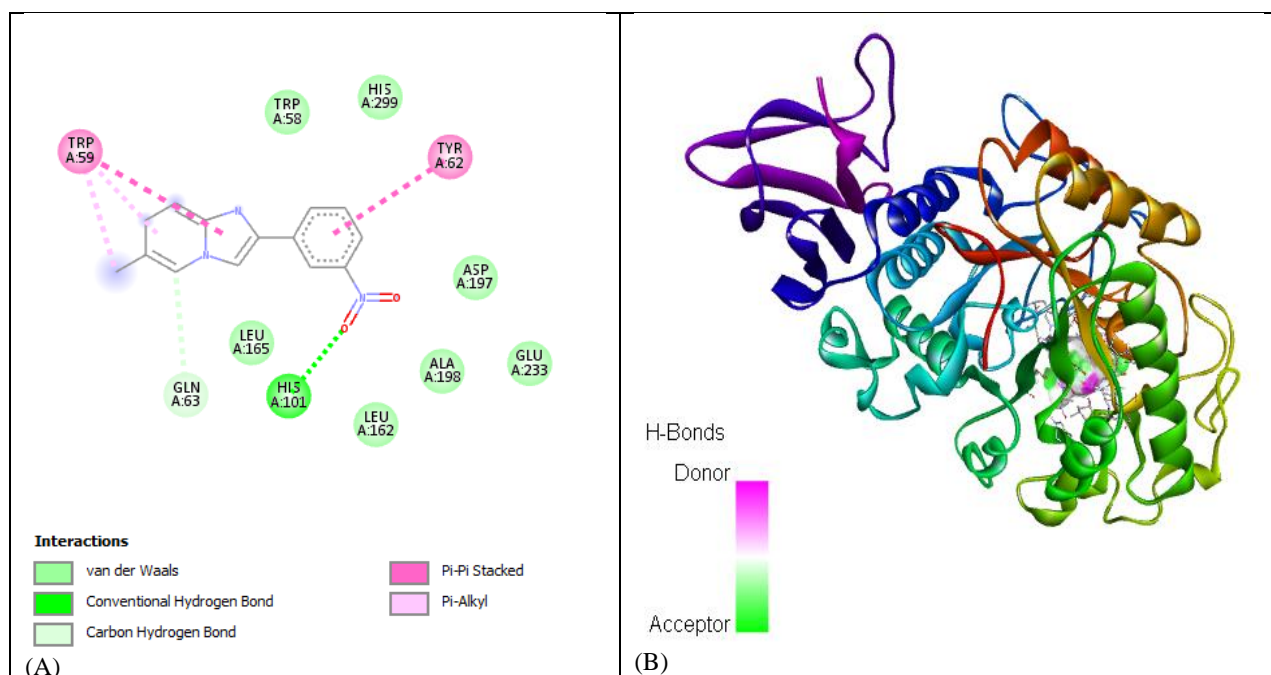 TRP
A:58
HIS
A:299
TRP
A:59
TYR
A:62
N
N
ASP
A:197
N
O
O
LEU
A:165
ALA
A:198
GLU
A:233
GLN
A:63
HIS
A:101
LEU
A:162
Interactions
van der Waals
Conventional Hydrogen Bond
Carbon Hydrogen Bond
Pi-Pi Stacked
Pi-Alkyl
(A)
H-Bonds
Donor
Acceptor
(B)